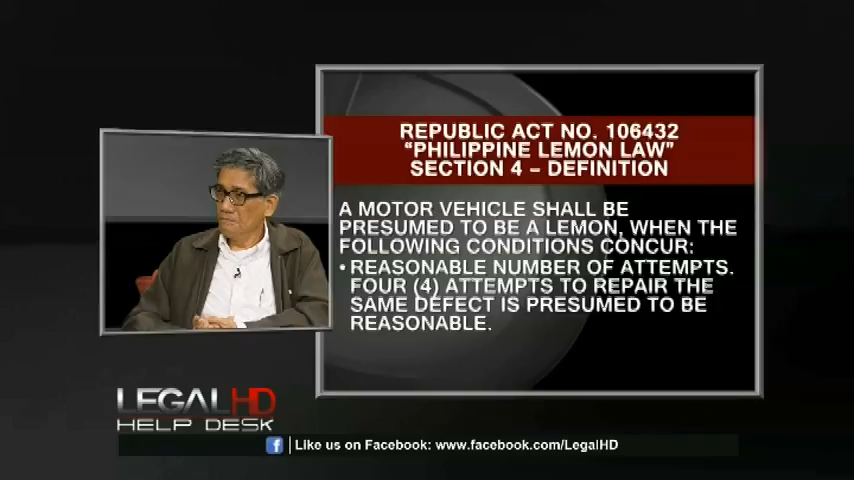 REPUBLIC ACT NO. 106432
“PHILIPPINE LEMON LAW”
SECTION 4 – DEFINITION
A MOTOR VEHICLE SHALL BE
PRESUMED TO BE A LEMON, WHEN THE
FOLLOWING CONDITIONS CONCUR:
• REASONABLE NUMBER OF ATTEMPTS.
FOUR (4) ATTEMPTS TO REPAIR THE
SAME DEFECT IS PRESUMED TO BE
REASONABLE.
LEGALHD
HELP DESK
f Like us on Facebook: www.facebook.com/LegalHD